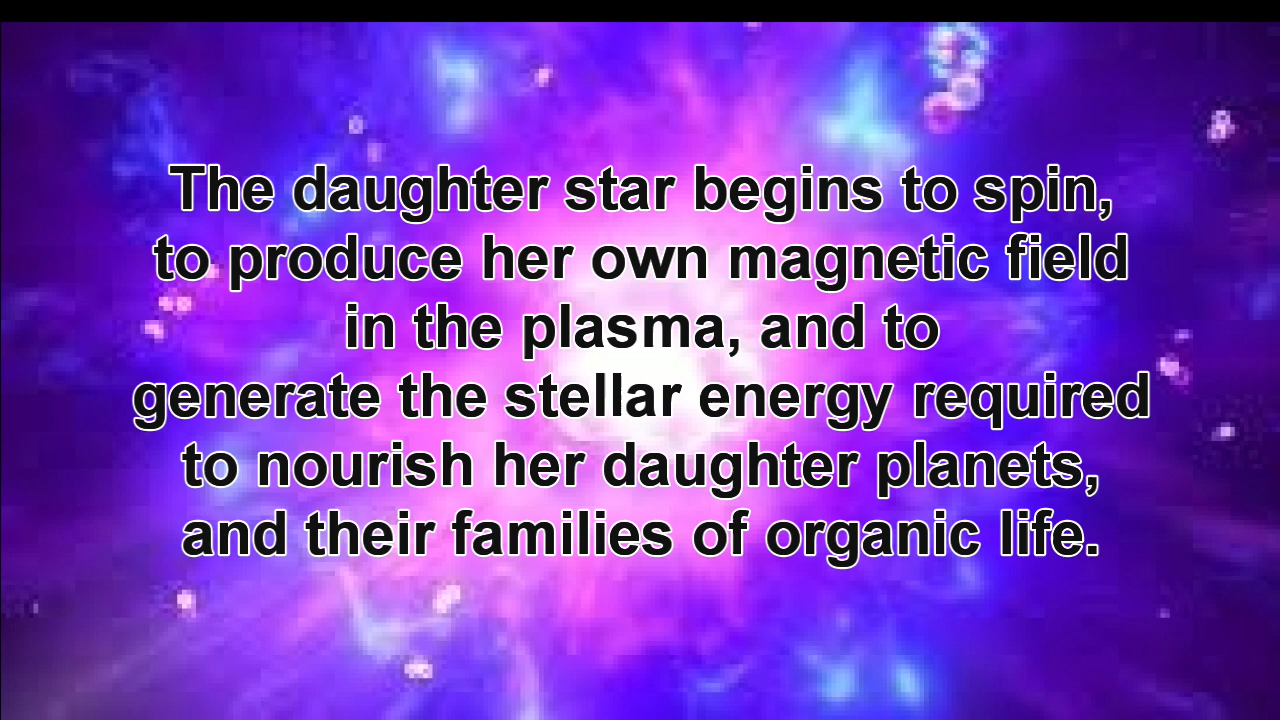 The daughter star begins to spin,
to produce her own magnetic field
in the plasma, and to
generate the stellar energy required
to nourish her daughter planets,
and their families of organic life.